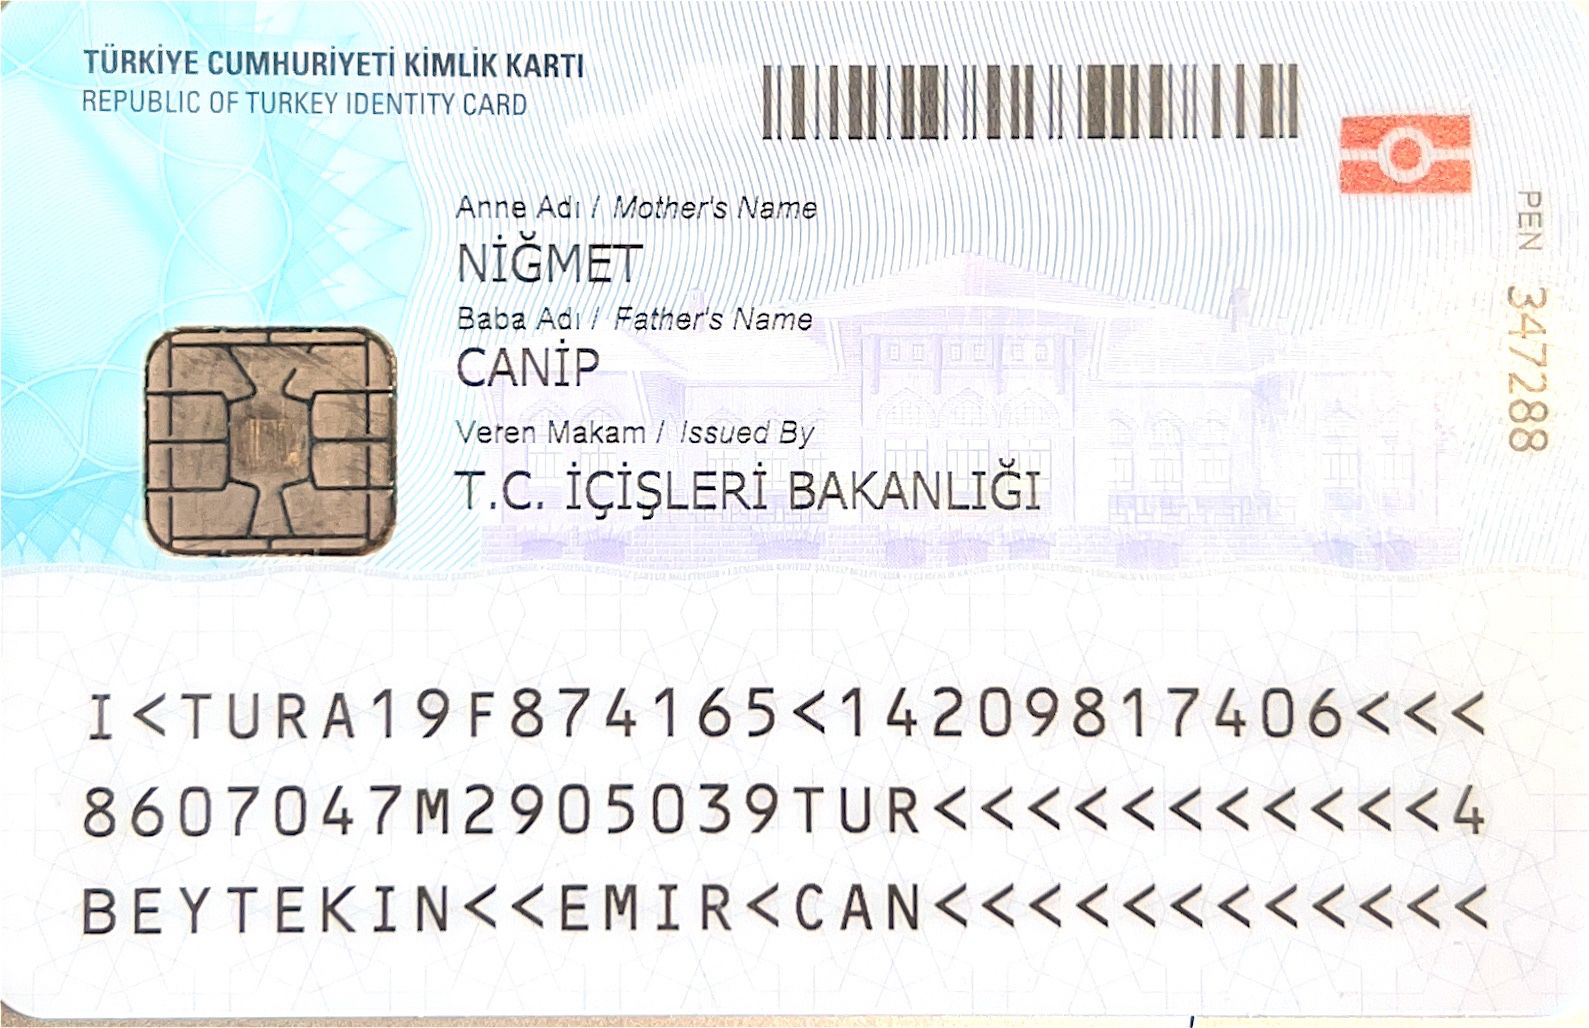 TÜRKİYE CUMHURİYETİ KİMLİK KARTI
REPUBLIC OF TURKEY IDENTITY CARD
Anne Adı / Mother's Name
NİĞMET
Baba Adı / Father's Name
CANİP
Veren Makam / Issued By
T.C. İÇİŞLERİ BAKANLIĞI
PEN 347288
I<TURA19F874165<14209817406<<<
8607047M2905039TUR<<<<<<<<<<<4
BEYTEKIN<<EMIR<CAN<<<<<<<<<<<<